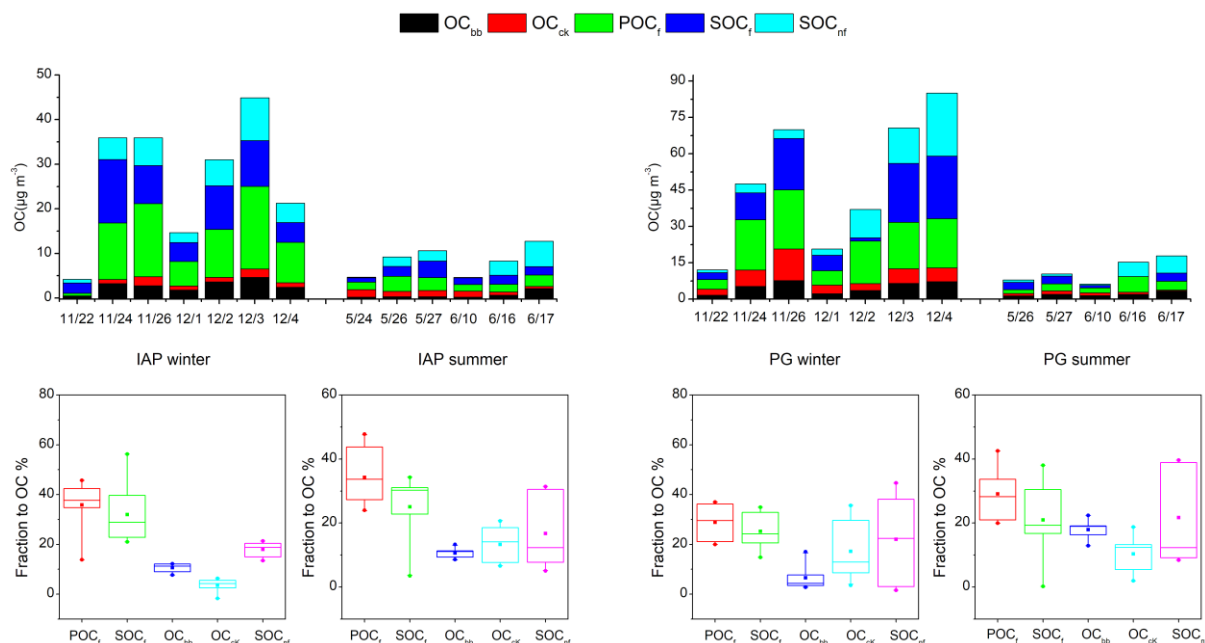 OCbb OCck POCf SOCf SOCnf
OC(μg m-3)
50
40
30
20
10
0
11/22 11/24 11/26 12/1 12/2 12/3 12/4 5/24 5/26 5/27 6/10 6/16 6/17
OC(μg m-3)
90
75
60
45
30
15
0
11/22 11/24 11/26 12/1 12/2 12/3 12/4 5/26 5/27 6/10 6/16 6/17
IAP winter
Fraction to OC %
80
60
40
20
0
POCf SOCf OCbb OCcK SOCnf
IAP summer
Fraction to OC %
60
40
20
0
POCf SOCf OCbb OCcK SOCnf
PG winter
Fraction to OC %
80
60
40
20
0
POCf SOCf OCbb OCcK SOCnf
PG summer
Fraction to OC %
60
40
20
0
POCf SOCf OCbb OCcK SOCnf